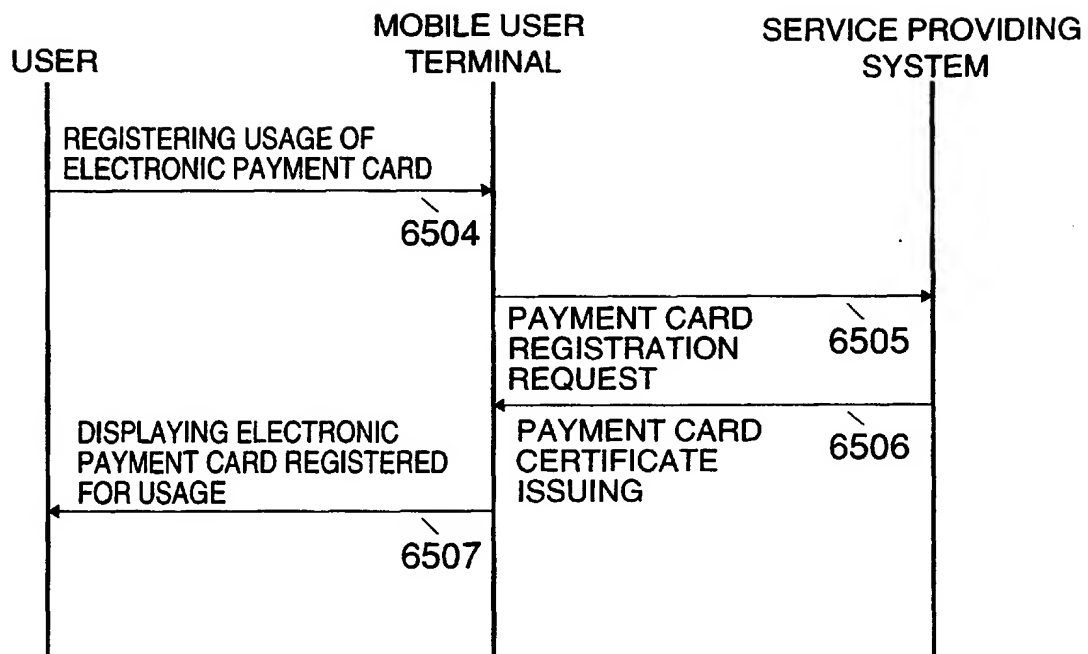 USER
MOBILE USER
TERMINAL
SERVICE PROVIDING
SYSTEM
REGISTERING USAGE OF
ELECTRONIC PAYMENT CARD
6504
PAYMENT CARD
REGISTRATION
REQUEST
6505
PAYMENT CARD
CERTIFICATE
ISSUING
6506
DISPLAYING ELECTRONIC
PAYMENT CARD REGISTERED
FOR USAGE
6507